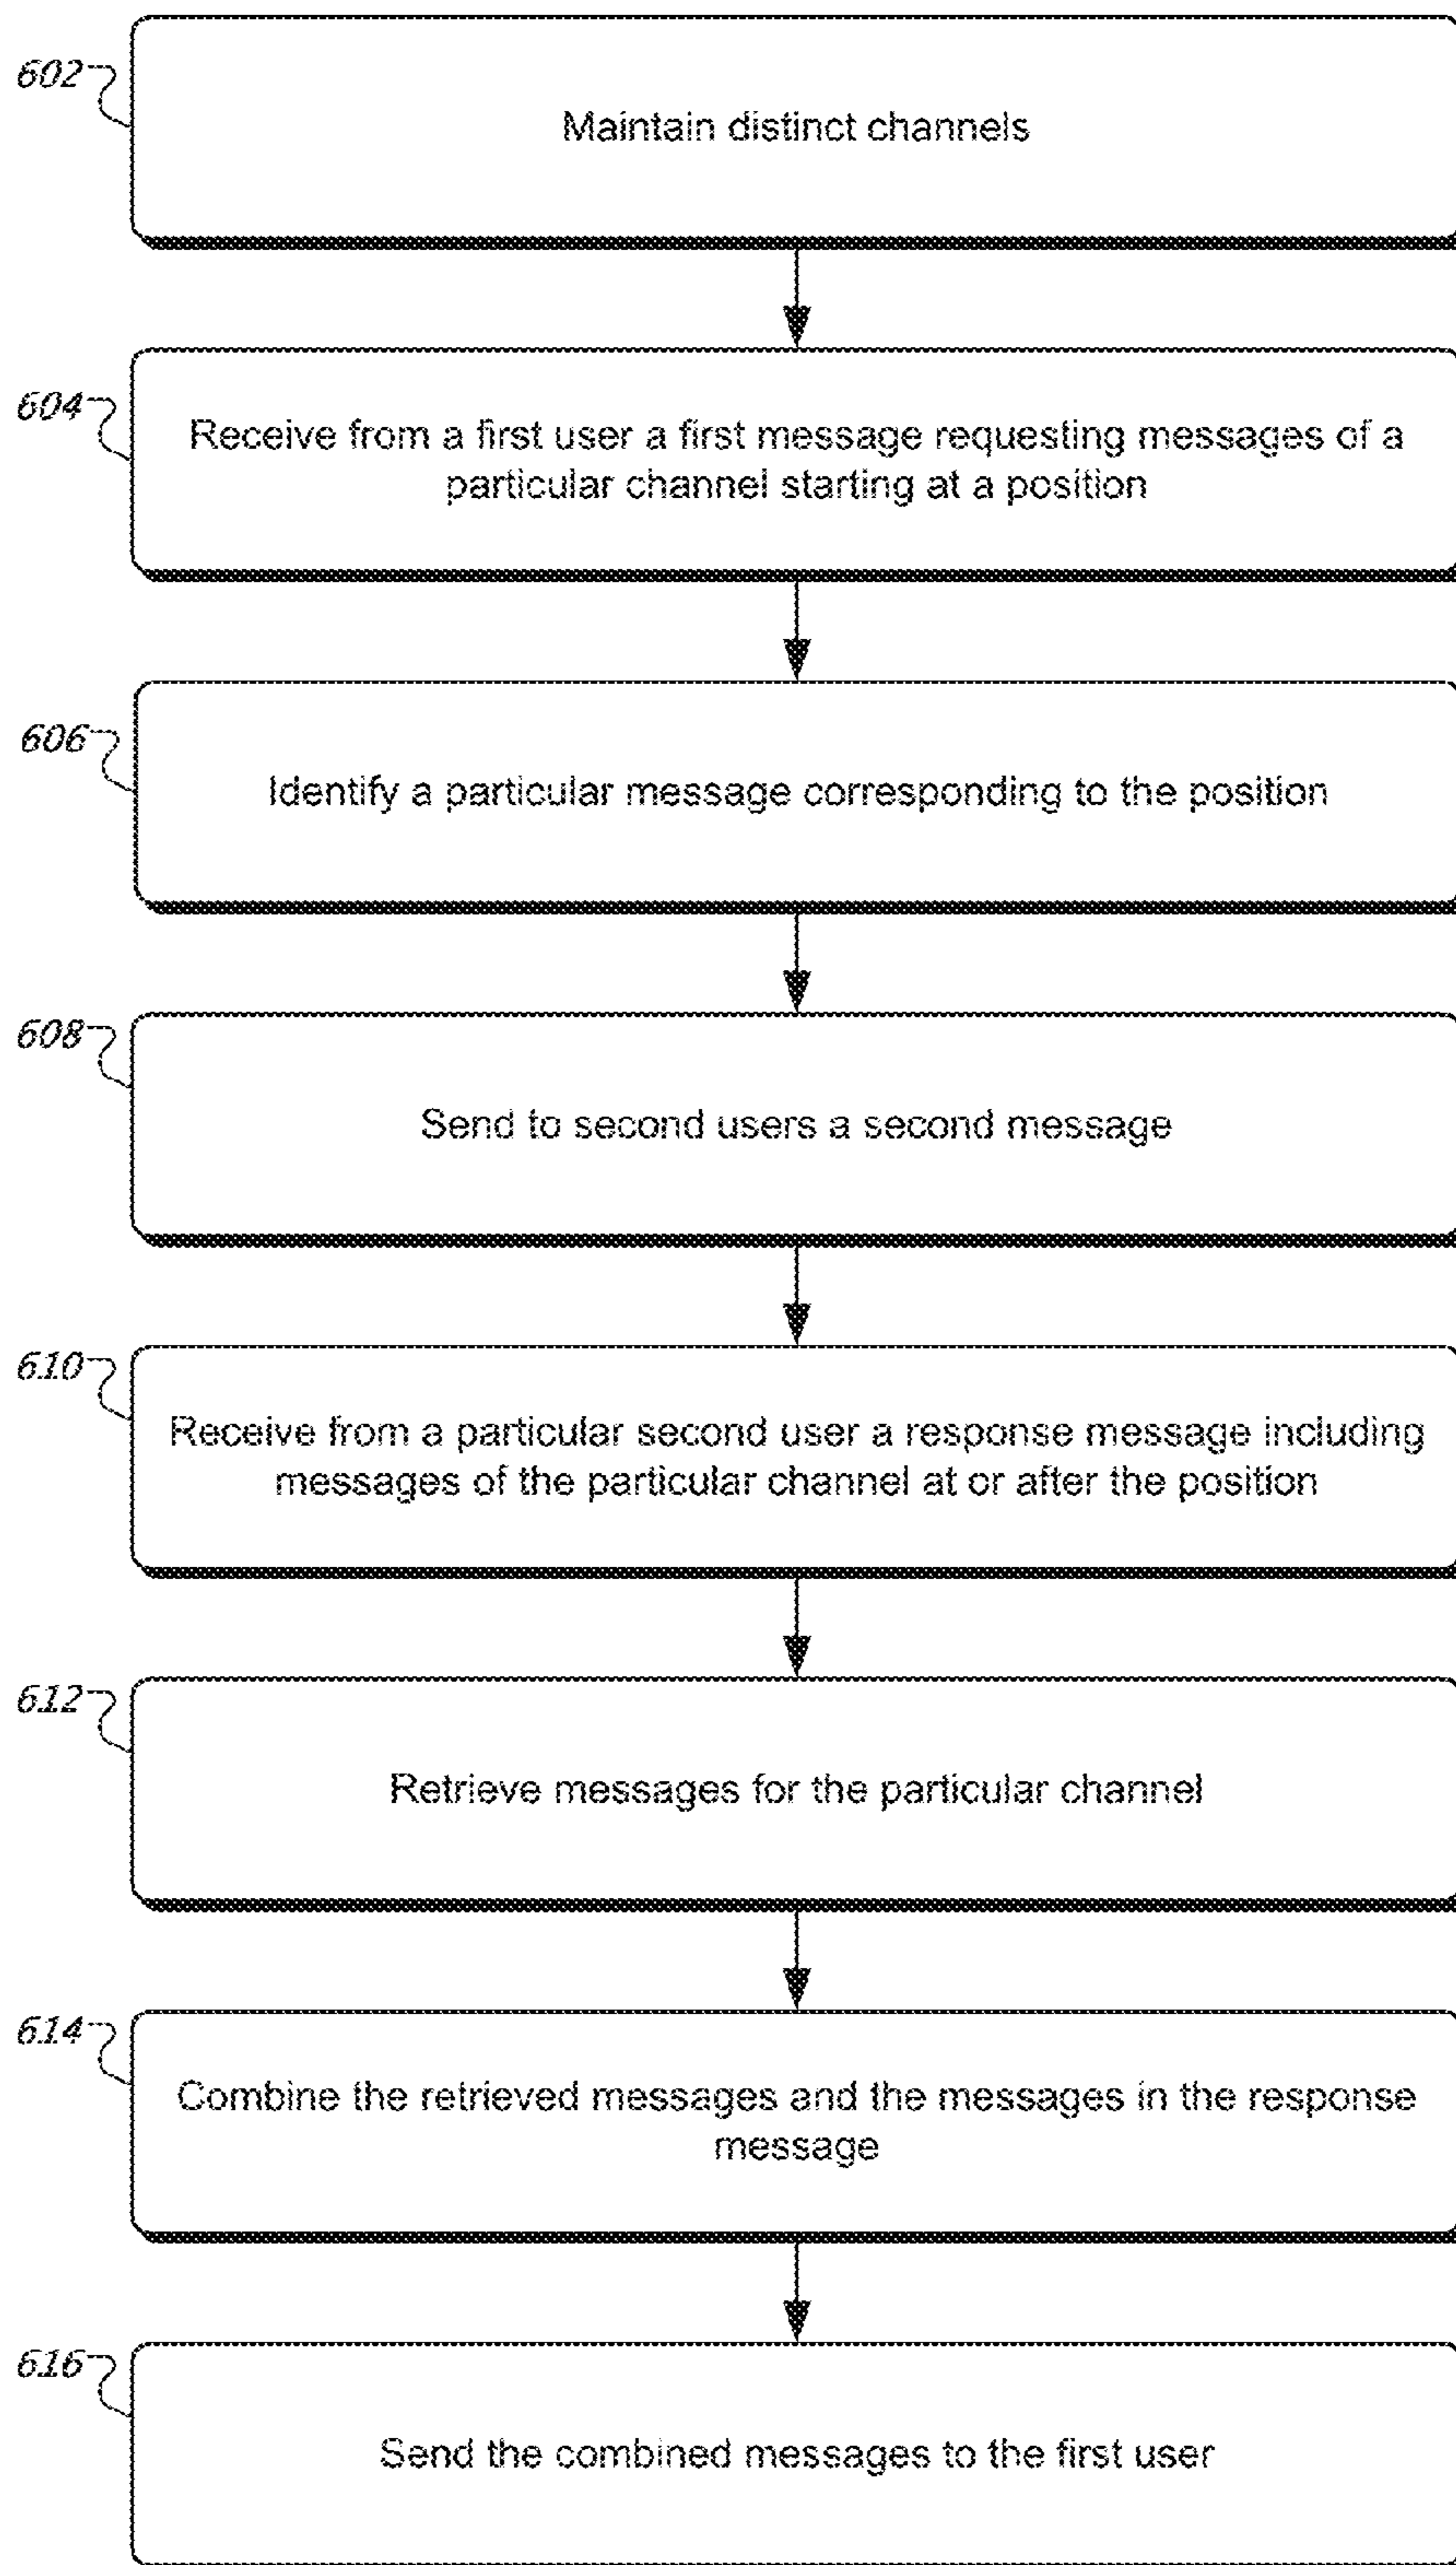 602
Maintain distinct channels
604
Receive from a first user a first message requesting messages of a
particular channel starting at a position
606
Identify a particular message corresponding to the position
608
Send to second users a second message
610
Receive from a particular second user a response message including
messages of the particular channel at or after the position
612
Retrieve messages for the particular channel
614
Combine the retrieved messages and the messages in the response
message
616
Send the combined messages to the first user